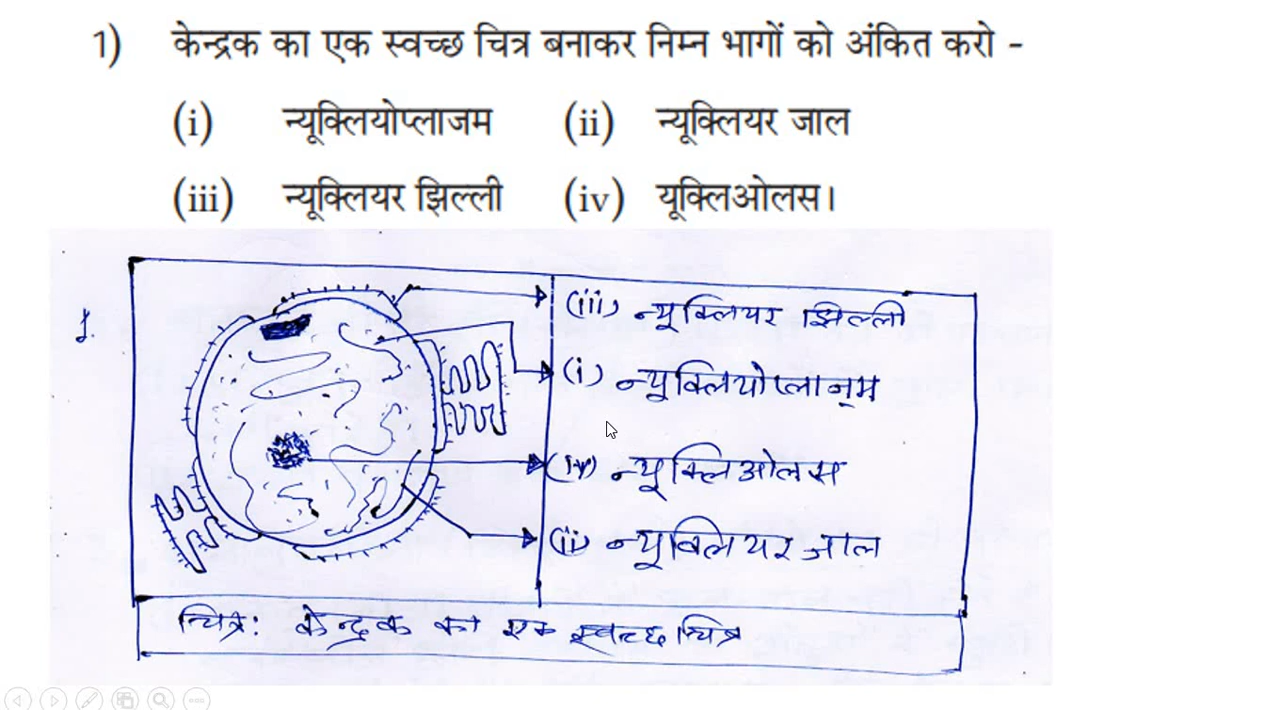 1) केन्द्रक का एक स्वच्छ चित्र बनाकर निम्न भागों को अंकित करो -
(i) न्यूक्लियोप्लाजम (ii) न्यूक्लियर जाल
(iii) न्यूक्लियर झिल्ली (iv) यूक्लिओलस।
1.
(iii) न्यूक्लियर झिल्ली
(i) न्यूक्लियोप्लाज्म
(iv) न्यूक्लिओलस
(ii) न्यूक्लियर जाल
चित्र: केन्द्रक का एक स्वच्छ चित्र